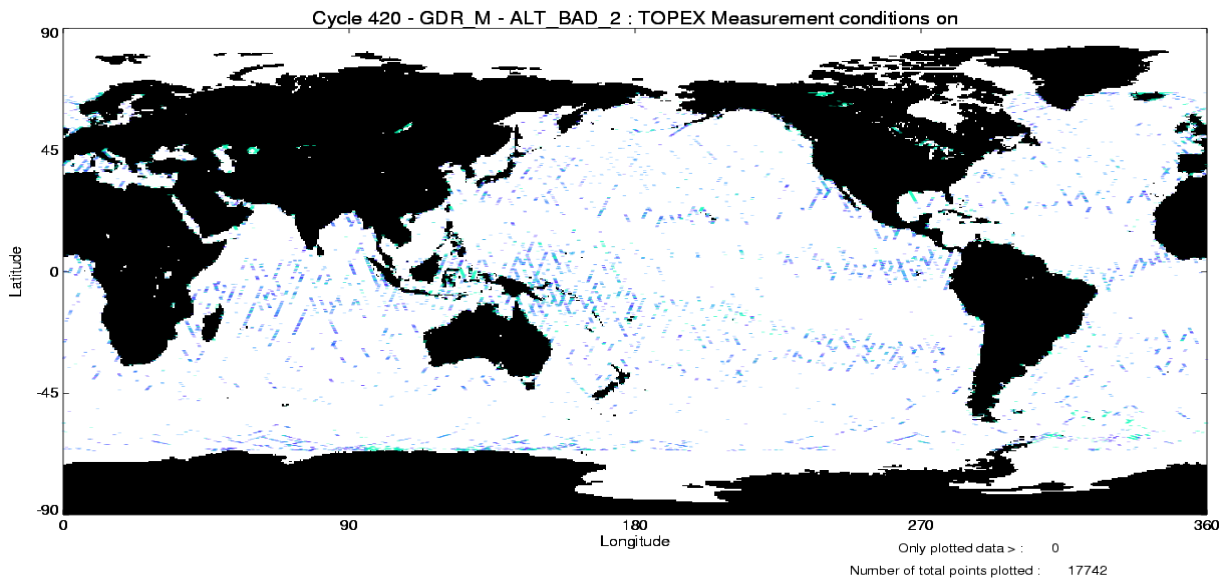 Cycle 420 - GDR_M - ALT_BAD_2 : TOPEX Measurement conditions on
90
45
0
-45
-90
Latitude
0 90 180 270 360
Longitude
Only plotted data > : 0
Number of total points plotted : 17742